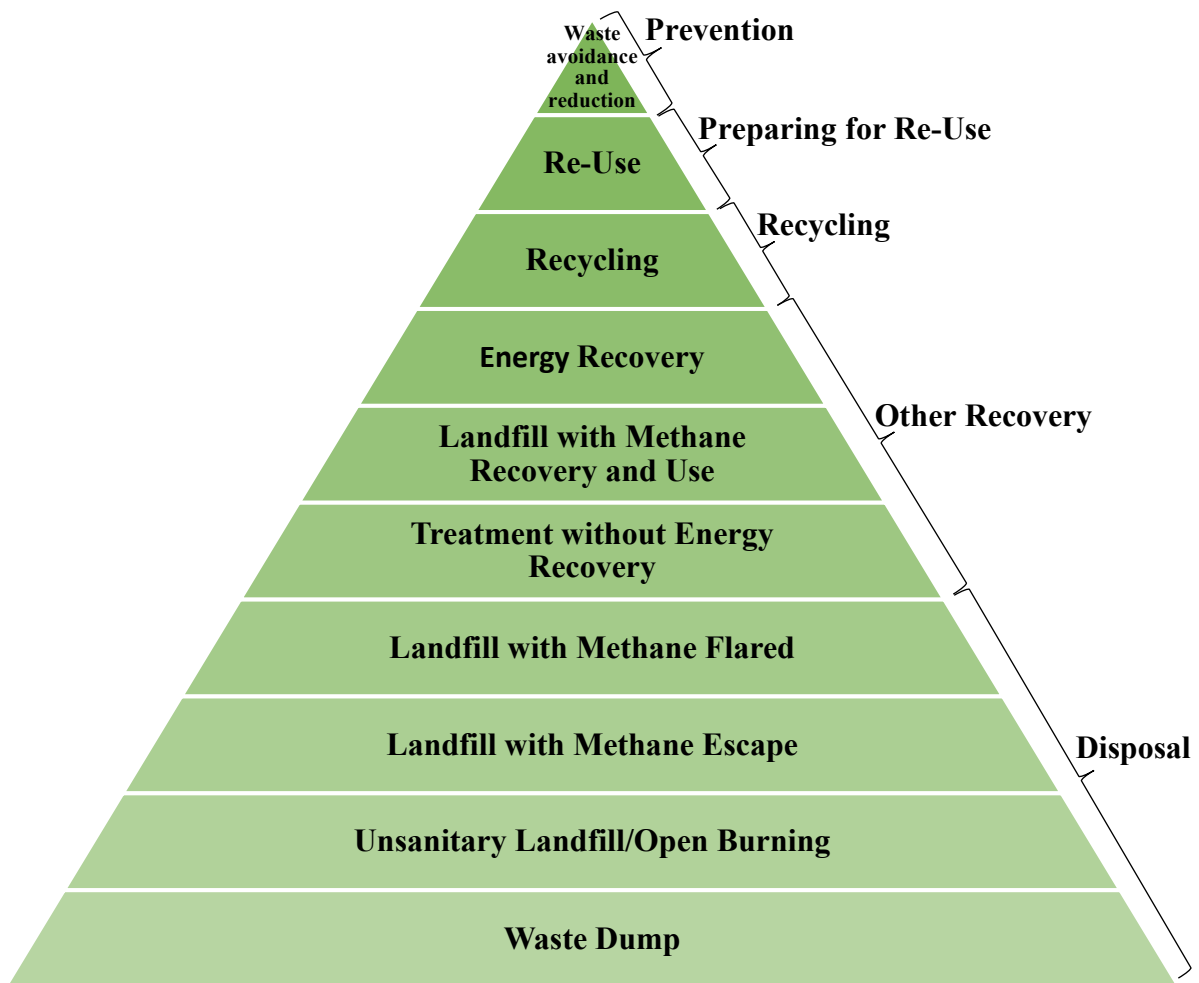 Waste
avoidance
and
reduction
Prevention
Preparing for Re-Use
Re-Use
Recycling
Recycling
Energy Recovery
Other Recovery
Landfill with Methane
Recovery and Use
Treatment without Energy
Recovery
Landfill with Methane Flared
Landfill with Methane Escape
Disposal
Unsanitary Landfill/Open Burning
Waste Dump